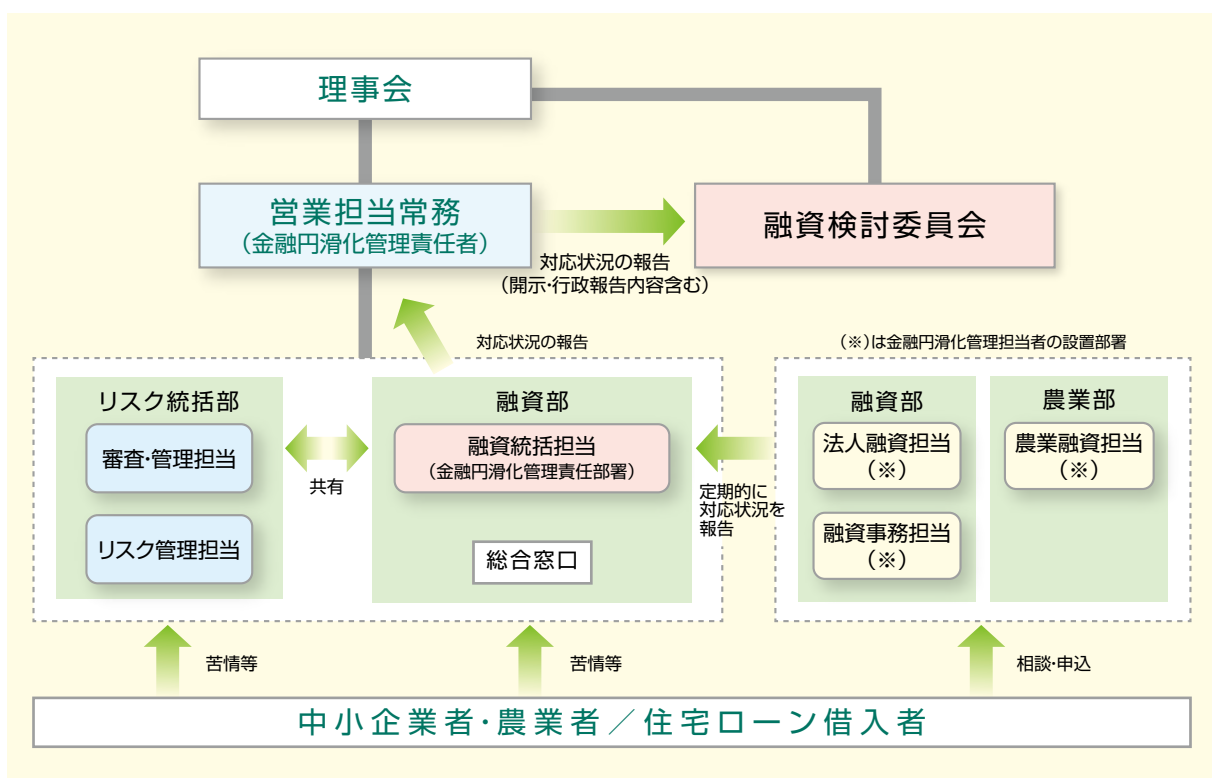 理事会
営業担当常務
（金融円滑化管理責任者）
融資検討委員会
対応状況の報告
（開示・行政報告内容含む）
対応状況の報告
（※）は金融円滑化管理担当者の設置部署
リスク統括部
審査・管理担当
リスク管理担当
共有
融資部
融資統括担当
（金融円滑化管理責任部署）
総合窓口
定期的に
対応状況を
報告
融資部
法人融資担当
（※）
融資事務担当
（※）
農業部
農業融資担当
（※）
苦情等
苦情等
相談・申込
中小企業者・農業者／住宅ローン借入者